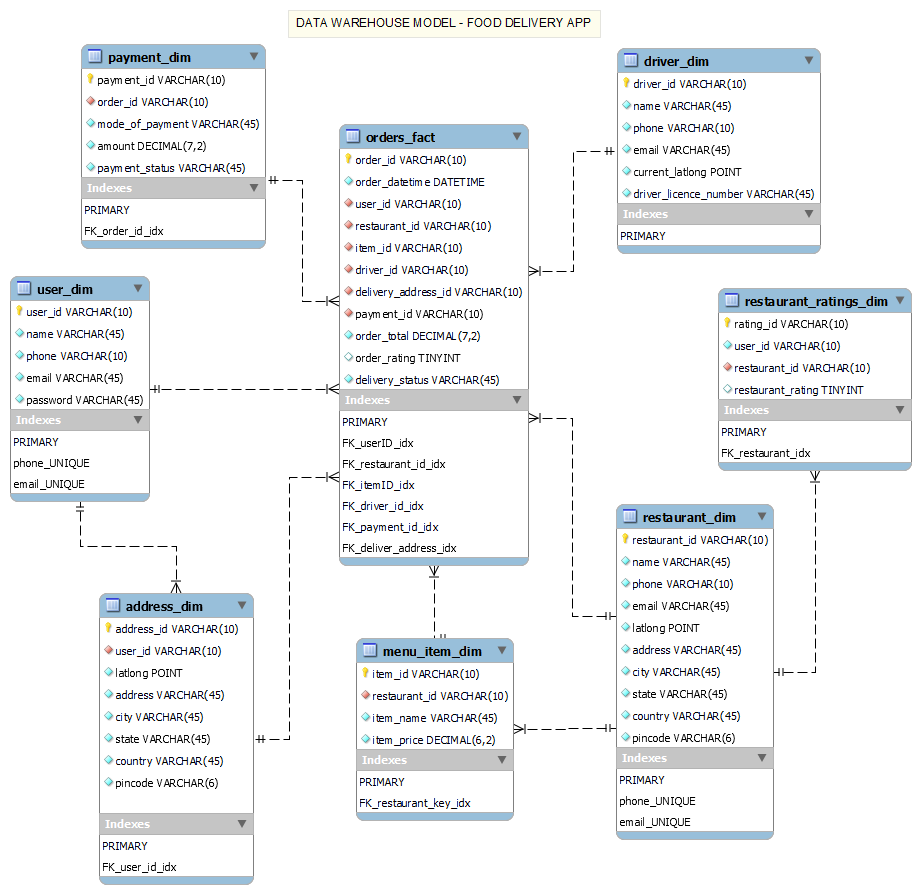 DATA WAREHOUSE MODEL - FOOD DELIVERY APP
payment_dim
payment_id VARCHAR(10)
order_id VARCHAR(10)
mode_of_payment VARCHAR(45)
amount DECIMAL(7,2)
payment_status VARCHAR(45)
Indexes
PRIMARY
FK_order_id_idx
orders_fact
order_id VARCHAR(10)
order_datetime DATETIME
user_id VARCHAR(10)
restaurant_id VARCHAR(10)
item_id VARCHAR(10)
driver_id VARCHAR(10)
delivery_address_id VARCHAR(10)
payment_id VARCHAR(10)
order_total DECIMAL(7,2)
order_rating TINYINT
delivery_status VARCHAR(45)
Indexes
PRIMARY
FK_userID_idx
FK_restaurant_id_idx
FK_itemID_idx
FK_driver_id_idx
FK_payment_id_idx
FK_deliver_address_idx
driver_dim
driver_id VARCHAR(10)
name VARCHAR(45)
phone VARCHAR(10)
email VARCHAR(45)
current_latlong POINT
driver_licence_number VARCHAR(45)
Indexes
PRIMARY
user_dim
user_id VARCHAR(10)
name VARCHAR(45)
phone VARCHAR(10)
email VARCHAR(45)
password VARCHAR(45)
Indexes
PRIMARY
phone_UNIQUE
email_UNIQUE
restaurant_ratings_dim
rating_id VARCHAR(10)
user_id VARCHAR(10)
restaurant_id VARCHAR(10)
restaurant_rating TINYINT
Indexes
PRIMARY
FK_restaurant_idx
address_dim
address_id VARCHAR(10)
user_id VARCHAR(10)
latlong POINT
address VARCHAR(45)
city VARCHAR(45)
state VARCHAR(45)
country VARCHAR(45)
pincode VARCHAR(6)
Indexes
PRIMARY
FK_user_id_idx
menu_item_dim
item_id VARCHAR(10)
restaurant_id VARCHAR(10)
item_name VARCHAR(45)
item_price DECIMAL(6,2)
Indexes
PRIMARY
FK_restaurant_key_idx
restaurant_dim
restaurant_id VARCHAR(10)
name VARCHAR(45)
phone VARCHAR(10)
email VARCHAR(45)
latlong POINT
address VARCHAR(45)
city VARCHAR(45)
state VARCHAR(45)
country VARCHAR(45)
pincode VARCHAR(6)
Indexes
PRIMARY
phone_UNIQUE
email_UNIQUE